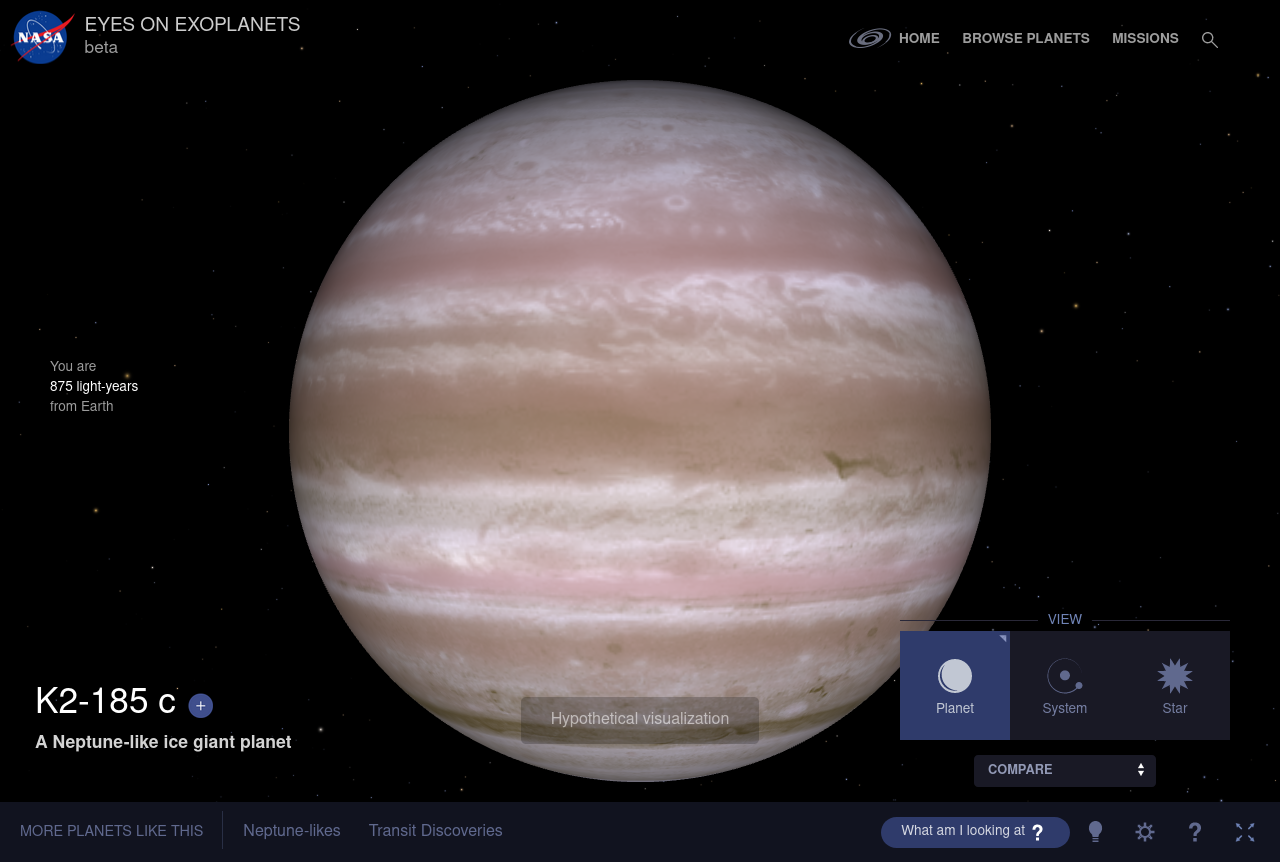 NASA
EYES ON EXOPLANETS
beta
HOME
BROWSE PLANETS
MISSIONS
You are
875 light-years
from Earth
K2-185 c +
A Neptune-like ice giant planet
Hypothetical visualization
VIEW
Planet
System
Star
COMPARE
MORE PLANETS LIKE THIS
Neptune-likes
Transit Discoveries
What am I looking at ?
?